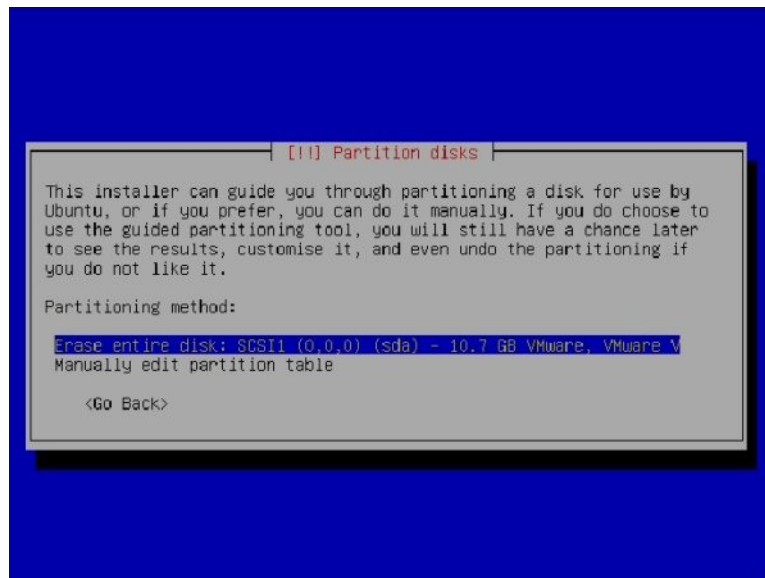 [!!] Partition disks
This installer can guide you through partitioning a disk for use by
Ubuntu, or if you prefer, you can do it manually. If you do choose to
use the guided partitioning tool, you will still have a chance later
to see the results, customise it, and even undo the partitioning if
you do not like it.
Partitioning method:
Erase entire disk: SCSI1 (0,0,0) (sda) - 10.7 GB VMware, VMware V
Manually edit partition table
<Go Back>